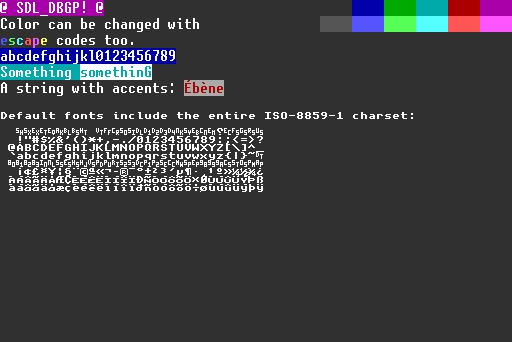 @ SDL_DBGP! @
Color can be changed with
escape codes too.
abcdefghijkl0123456789
Something somethinG
A string with accents: Ébène
Default fonts include the entire ISO-8859-1 charset:
!"#$%&'()*+,-./0123456789:;<=>?
@ABCDEFGHIJKLMNOPQRSTUVWXYZ[\]^_
`abcdefghijklmnopqrstuvwxyz{|}~
¡¢£¤¥¦§¨©ª«¬-®¯°±²³´µ¶·¸¹º»¼½¾¿
ÀÁÂÃÄÅÆÇÈÉÊËÌÍÎÏÐÑÒÓÔÕÖ×ØÙÚÛÜÝÞß
àáâãäåæçèéêëìíîïðñòóôõö÷øùúûüýþÿ